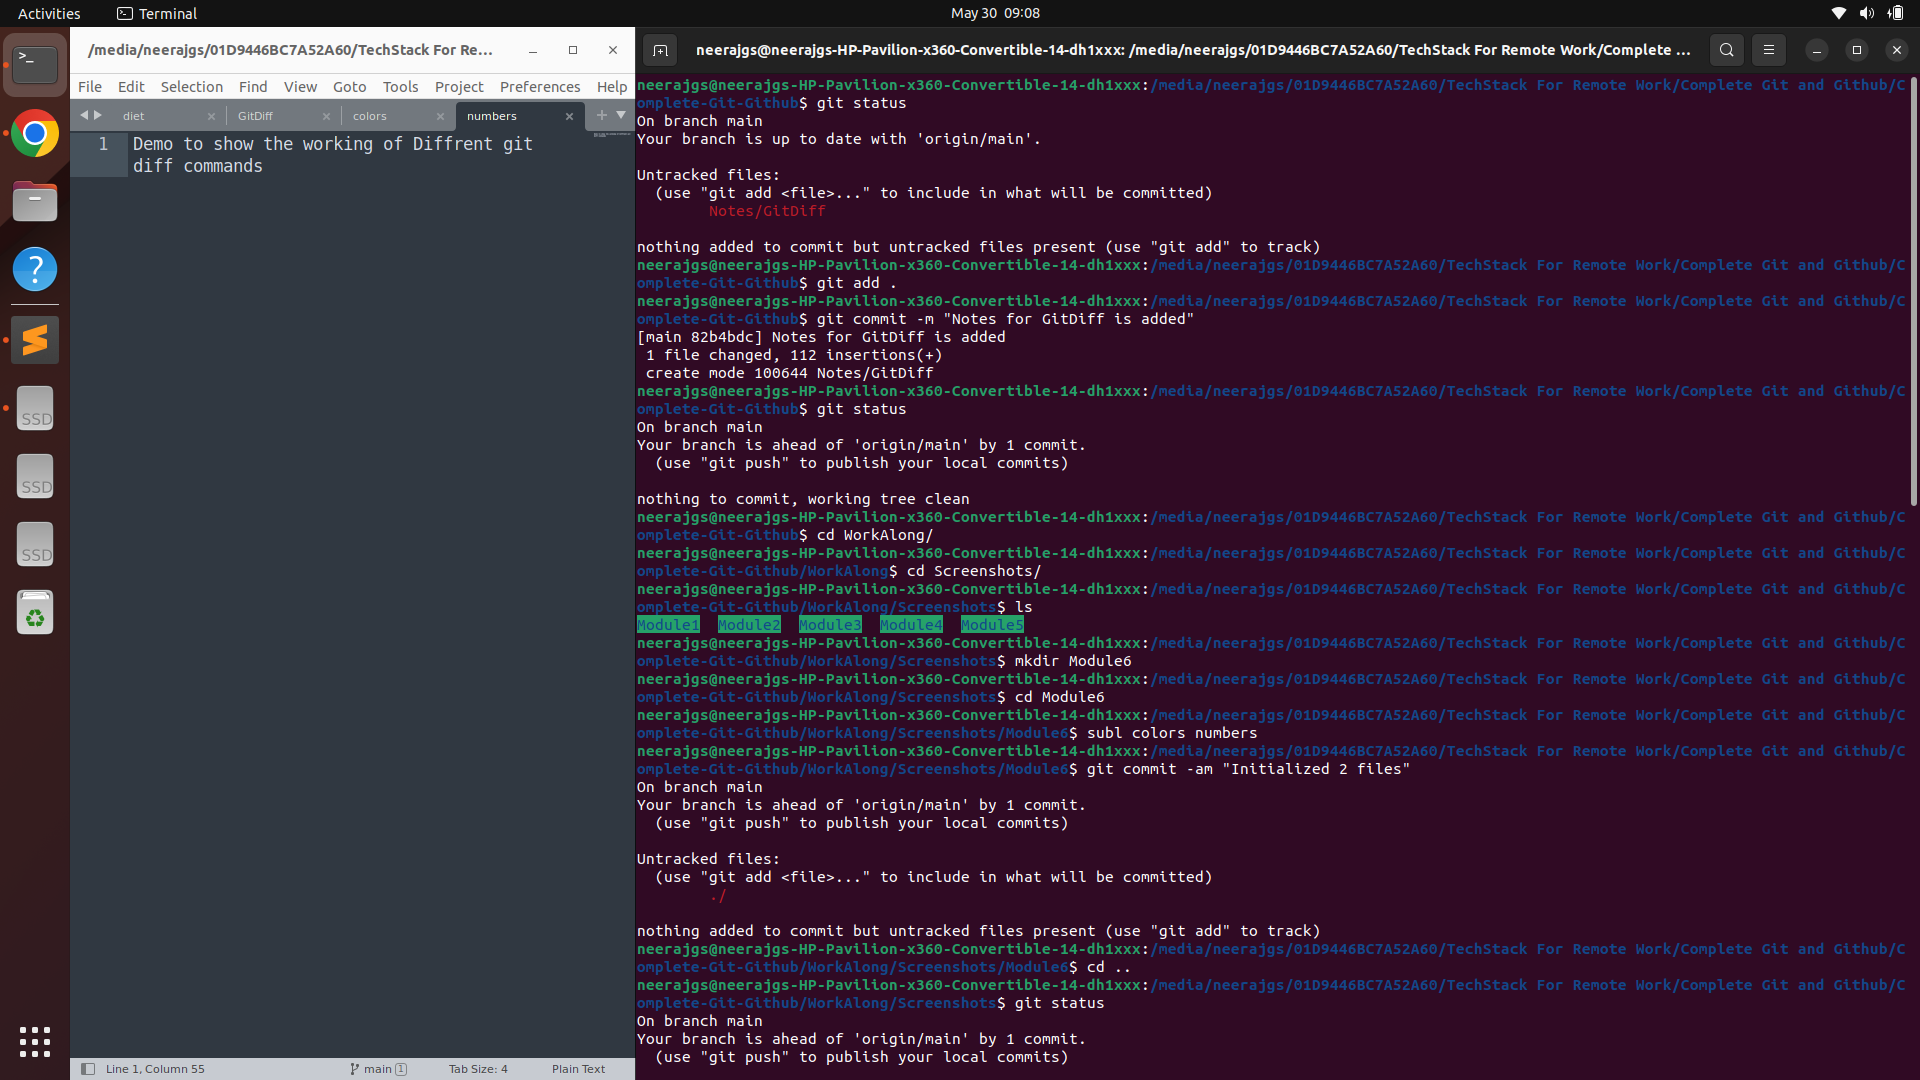 Activities Terminal May 30 09:08
/media/neerajgs/01D9446BC7A52A60/TechStack For Re...
File Edit Selection Find View Goto Tools Project Preferences Help
diet GitDiff colors numbers
1 Demo to show the working of Diffrent git
diff commands
Line 1, Column 55 main 1 Tab Size: 4 Plain Text
SSD
SSD
SSD
neerajgs@neerajgs-HP-Pavilion-x360-Convertible-14-dh1xxx: /media/neerajgs/01D9446BC7A52A60/TechStack For Remote Work/Complete ...
neerajgs@neerajgs-HP-Pavilion-x360-Convertible-14-dh1xxx:/media/neerajgs/01D9446BC7A52A60/TechStack For Remote Work/Complete Git and Github/C
omplete-Git-Github$ git status
On branch main
Your branch is up to date with 'origin/main'.
Untracked files:
(use "git add <file>..." to include in what will be committed)
Notes/GitDiff
nothing added to commit but untracked files present (use "git add" to track)
neerajgs@neerajgs-HP-Pavilion-x360-Convertible-14-dh1xxx:/media/neerajgs/01D9446BC7A52A60/TechStack For Remote Work/Complete Git and Github/C
omplete-Git-Github$ git add .
neerajgs@neerajgs-HP-Pavilion-x360-Convertible-14-dh1xxx:/media/neerajgs/01D9446BC7A52A60/TechStack For Remote Work/Complete Git and Github/C
omplete-Git-Github$ git commit -m "Notes for GitDiff is added"
[main 82b4bdc] Notes for GitDiff is added
1 file changed, 112 insertions(+)
create mode 100644 Notes/GitDiff
neerajgs@neerajgs-HP-Pavilion-x360-Convertible-14-dh1xxx:/media/neerajgs/01D9446BC7A52A60/TechStack For Remote Work/Complete Git and Github/C
omplete-Git-Github$ git status
On branch main
Your branch is ahead of 'origin/main' by 1 commit.
(use "git push" to publish your local commits)
nothing to commit, working tree clean
neerajgs@neerajgs-HP-Pavilion-x360-Convertible-14-dh1xxx:/media/neerajgs/01D9446BC7A52A60/TechStack For Remote Work/Complete Git and Github/C
omplete-Git-Github$ cd WorkAlong/
neerajgs@neerajgs-HP-Pavilion-x360-Convertible-14-dh1xxx:/media/neerajgs/01D9446BC7A52A60/TechStack For Remote Work/Complete Git and Github/C
omplete-Git-Github/WorkAlong$ cd Screenshots/
neerajgs@neerajgs-HP-Pavilion-x360-Convertible-14-dh1xxx:/media/neerajgs/01D9446BC7A52A60/TechStack For Remote Work/Complete Git and Github/C
omplete-Git-Github/WorkAlong/Screenshots$ ls
Module1 Module2 Module3 Module4 Module5
neerajgs@neerajgs-HP-Pavilion-x360-Convertible-14-dh1xxx:/media/neerajgs/01D9446BC7A52A60/TechStack For Remote Work/Complete Git and Github/C
omplete-Git-Github/WorkAlong/Screenshots$ mkdir Module6
neerajgs@neerajgs-HP-Pavilion-x360-Convertible-14-dh1xxx:/media/neerajgs/01D9446BC7A52A60/TechStack For Remote Work/Complete Git and Github/C
omplete-Git-Github/WorkAlong/Screenshots$ cd Module6
neerajgs@neerajgs-HP-Pavilion-x360-Convertible-14-dh1xxx:/media/neerajgs/01D9446BC7A52A60/TechStack For Remote Work/Complete Git and Github/C
omplete-Git-Github/WorkAlong/Screenshots/Module6$ subl colors numbers
neerajgs@neerajgs-HP-Pavilion-x360-Convertible-14-dh1xxx:/media/neerajgs/01D9446BC7A52A60/TechStack For Remote Work/Complete Git and Github/C
omplete-Git-Github/WorkAlong/Screenshots/Module6$ git commit -am "Initialized 2 files"
On branch main
Your branch is ahead of 'origin/main' by 1 commit.
(use "git push" to publish your local commits)
Untracked files:
(use "git add <file>..." to include in what will be committed)
./
nothing added to commit but untracked files present (use "git add" to track)
neerajgs@neerajgs-HP-Pavilion-x360-Convertible-14-dh1xxx:/media/neerajgs/01D9446BC7A52A60/TechStack For Remote Work/Complete Git and Github/C
omplete-Git-Github/WorkAlong/Screenshots/Module6$ cd ..
neerajgs@neerajgs-HP-Pavilion-x360-Convertible-14-dh1xxx:/media/neerajgs/01D9446BC7A52A60/TechStack For Remote Work/Complete Git and Github/C
omplete-Git-Github/WorkAlong/Screenshots$ git status
On branch main
Your branch is ahead of 'origin/main' by 1 commit.
(use "git push" to publish your local commits)